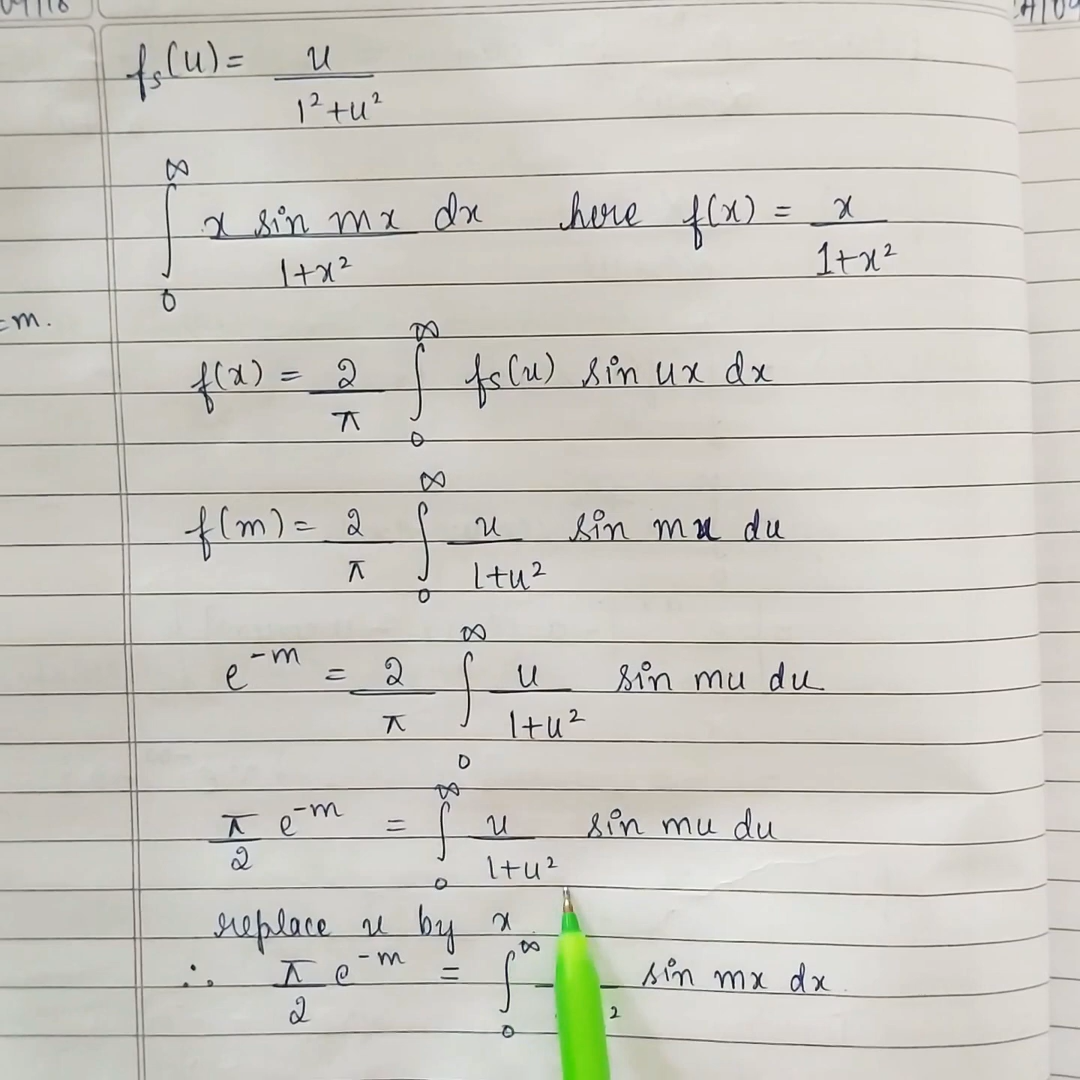 fs(u) = u / 1² + u²
∫₀^∞ x sin mx / 1+x² dx here f(x) = x / 1+x²
=m.
f(x) = 2/π ∫₀^∞ fs(u) sin ux dx
f(m) = 2/π ∫₀^∞ u / 1+u² sin mu du
e^-m = 2/π ∫₀^∞ u / 1+u² sin mu du
π/2 e^-m = ∫₀^∞ u / 1+u² sin mu du
replace u by x
∴ π/2 e^-m = ∫₀^∞ ² sin mx dx.